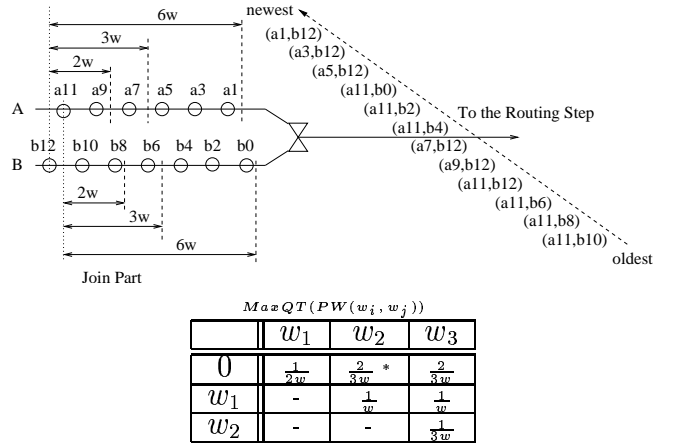 newest
6w
(a1,b12)
3w
(a3,b12)
2w
(a5,b12)
a11 a9 a7 a5 a3 a1
(a11,b0)
A
(a11,b2)
To the Routing Step
(a11,b4)
b12 b10 b8 b6 b4 b2 b0
(a7,b12)
B
(a9,b12)
(a11,b12)
2w
(a11,b6)
3w
(a11,b8)
6w
(a11,b10)
oldest
Join Part
MaxQT(PW(w_i, w_j))
w_1 w_2 w_3
0 1/2w 2/3w * 2/3w
w_1 - 1/w 1/w
w_2 - - 1/3w